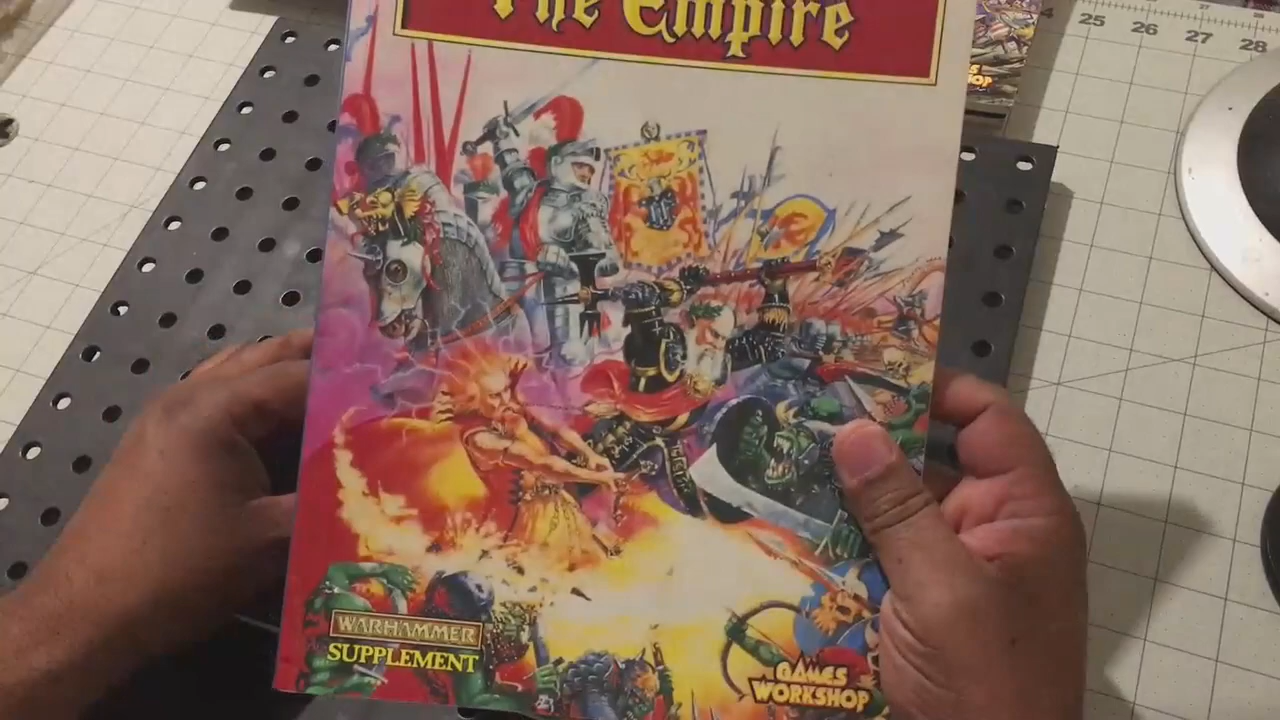 The Empire
25 26 27 28
WARHAMMER
SUPPLEMENT
GAMES
WORKSHOP